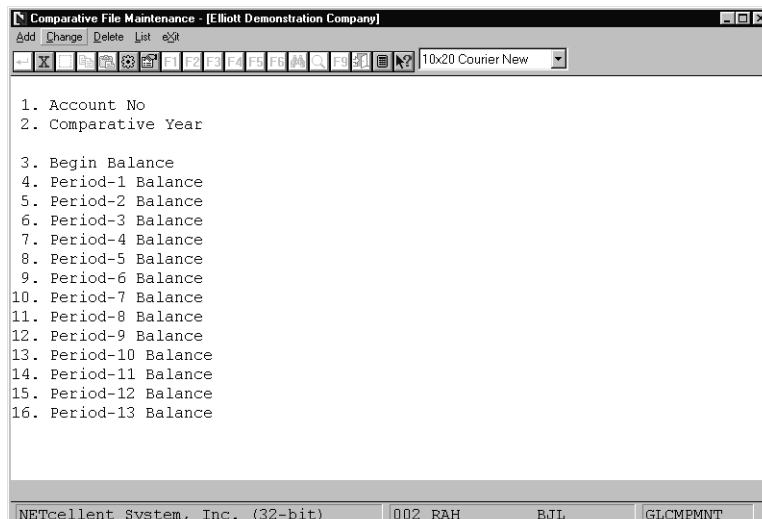 Comparative File Maintenance - [Elliott Demonstration Company]
Add Change Delete List eXit
X F1 F2 F3 F4 F5 F6 F9 10x20 Courier New
1. Account No
2. Comparative Year
3. Begin Balance
4. Period-1 Balance
5. Period-2 Balance
6. Period-3 Balance
7. Period-4 Balance
8. Period-5 Balance
9. Period-6 Balance
10. Period-7 Balance
11. Period-8 Balance
12. Period-9 Balance
13. Period-10 Balance
14. Period-11 Balance
15. Period-12 Balance
16. Period-13 Balance
NETcellent System, Inc. (32-bit) 002 RAH BJL GLCMPMNT